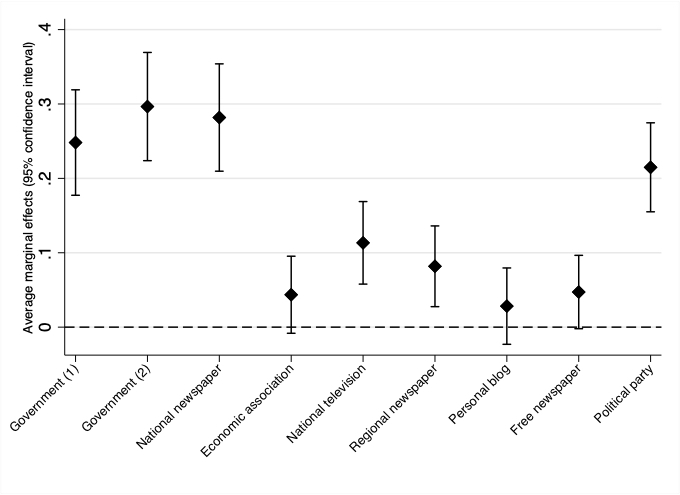 Average marginal effects (95% confidence interval)
.4
.3
.2
.1
0
Government (1)
Government (2)
National newspaper
Economic association
National television
Regional newspaper
Personal blog
Free newspaper
Political party